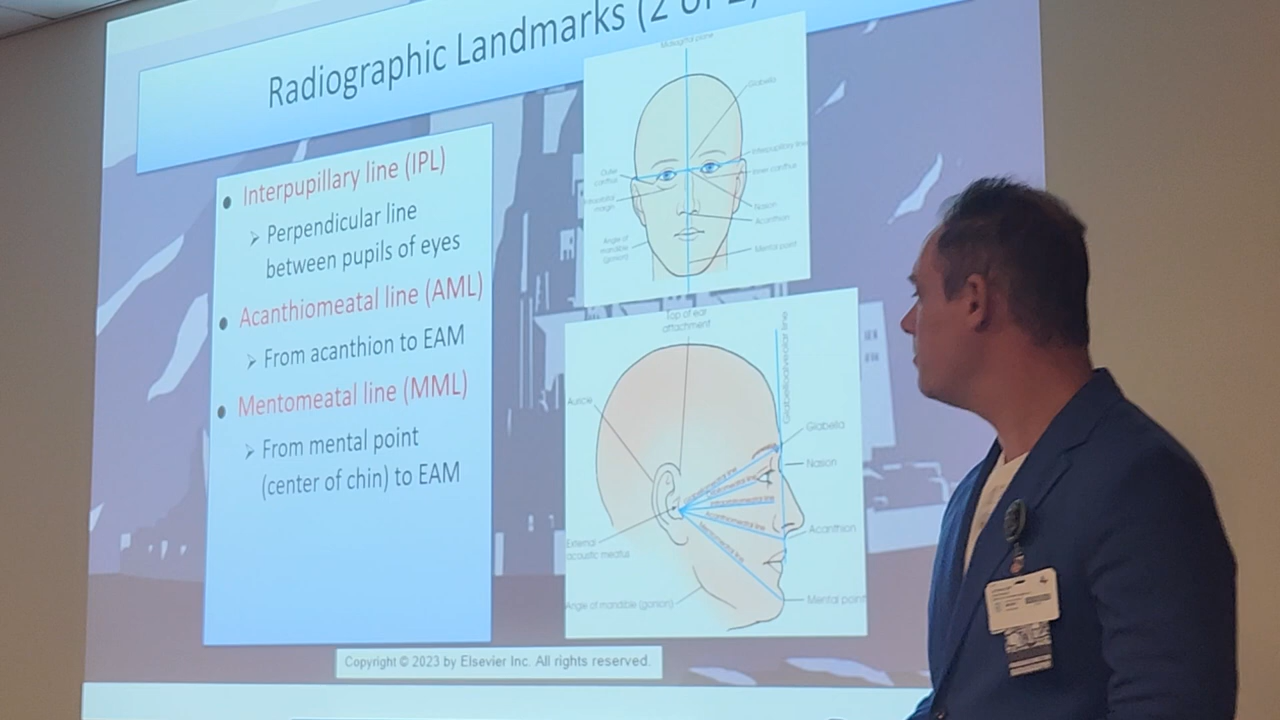 Radiographic Landmarks (2 of 2)
• Interpupillary line (IPL)
➢ Perpendicular line
between pupils of eyes
• Acanthiomeatal line (AML)
➢ From acanthion to EAM
• Mentomeatal line (MML)
➢ From mental point
(center of chin) to EAM
Midsagittal plane
Glabella
Interpupillary line
Outer
canthus
Inner canthus
Infraorbital
margin
Nasion
Acanthion
Angle of
mandible
(gonion)
Mental point
Top of ear
attachment
Glabelloalveolar line
Auricle
Glabella
Nasion
Acanthiomeatal line
Mentomeatal line
Acanthion
External
acoustic meatus
Angle of mandible (gonion)
Mental point
Copyright © 2023 by Elsevier Inc. All rights reserved.